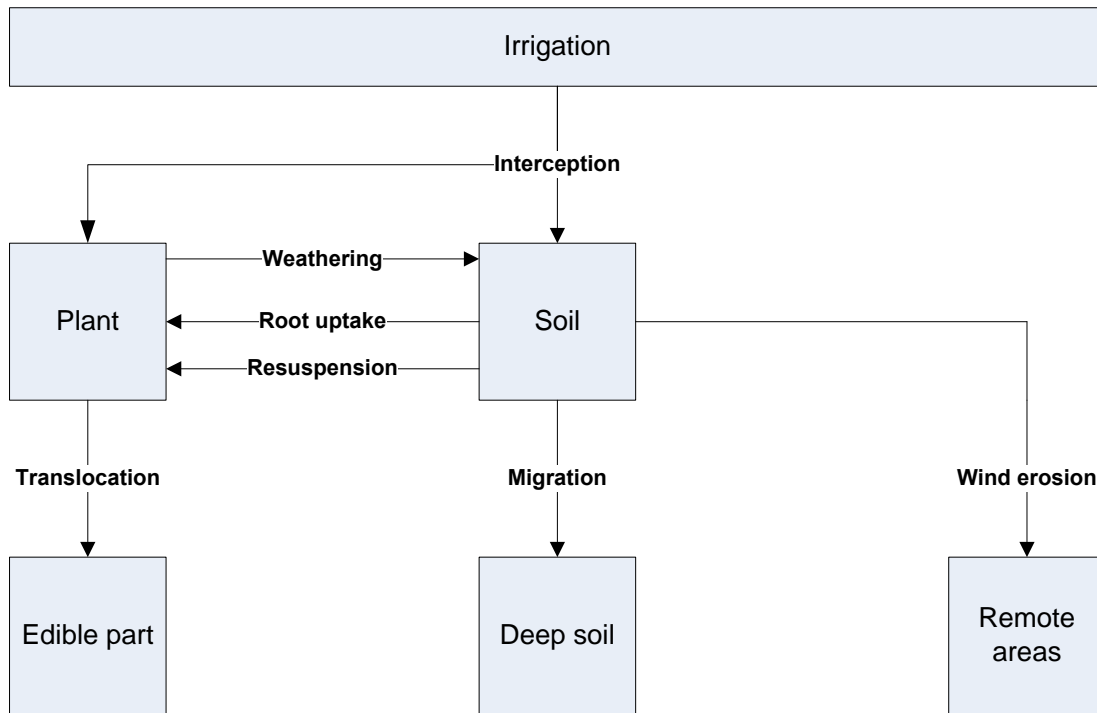 Irrigation
Interception
Weathering
Plant
Root uptake
Soil
Resuspension
Translocation
Migration
Wind erosion
Edible part
Deep soil
Remote
areas